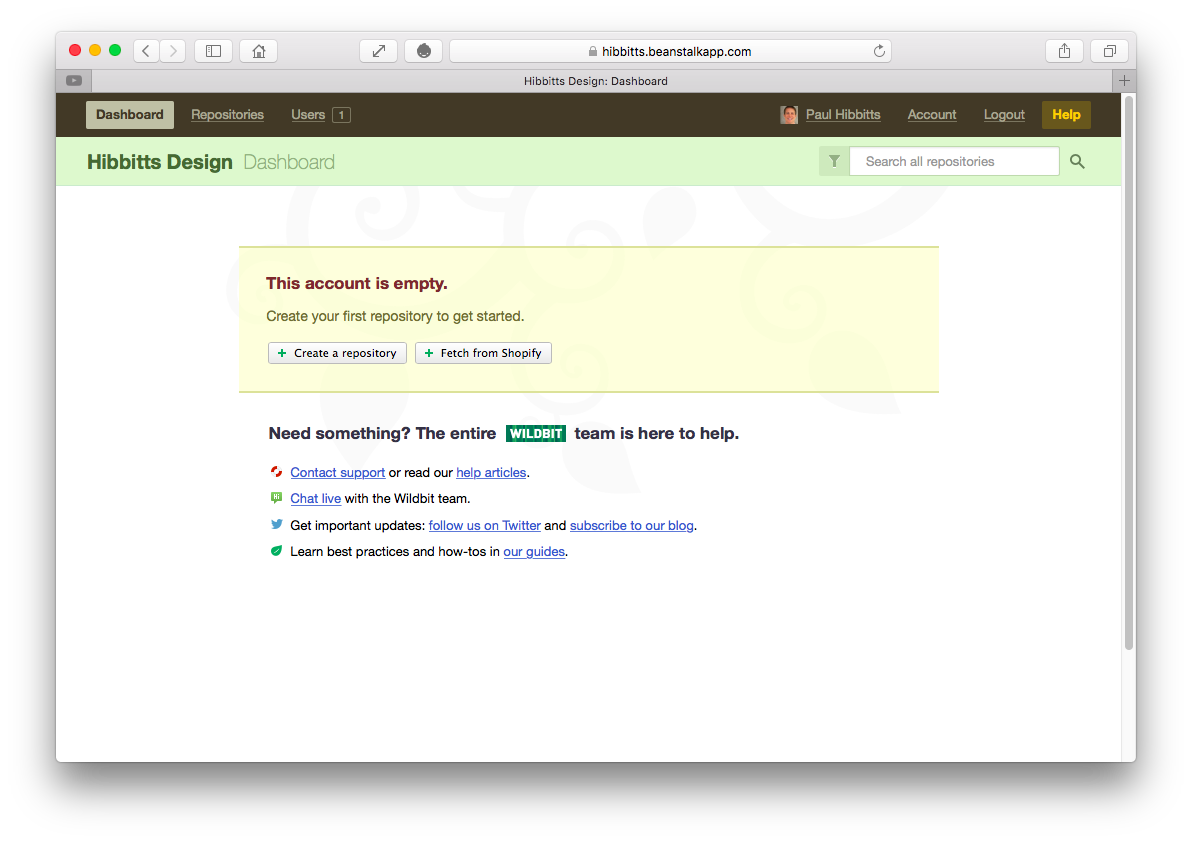 hibbitts.beanstalkapp.com
Hibbitts Design: Dashboard
Dashboard Repositories Users 1 Paul Hibbitts Account Logout Help
Hibbitts Design Dashboard Search all repositories
This account is empty.
Create your first repository to get started.
+ Create a repository + Fetch from Shopify
Need something? The entire WILDBIT team is here to help.
Contact support or read our help articles.
Hi Chat live with the Wildbit team.
Get important updates: follow us on Twitter and subscribe to our blog.
Learn best practices and how-tos in our guides.